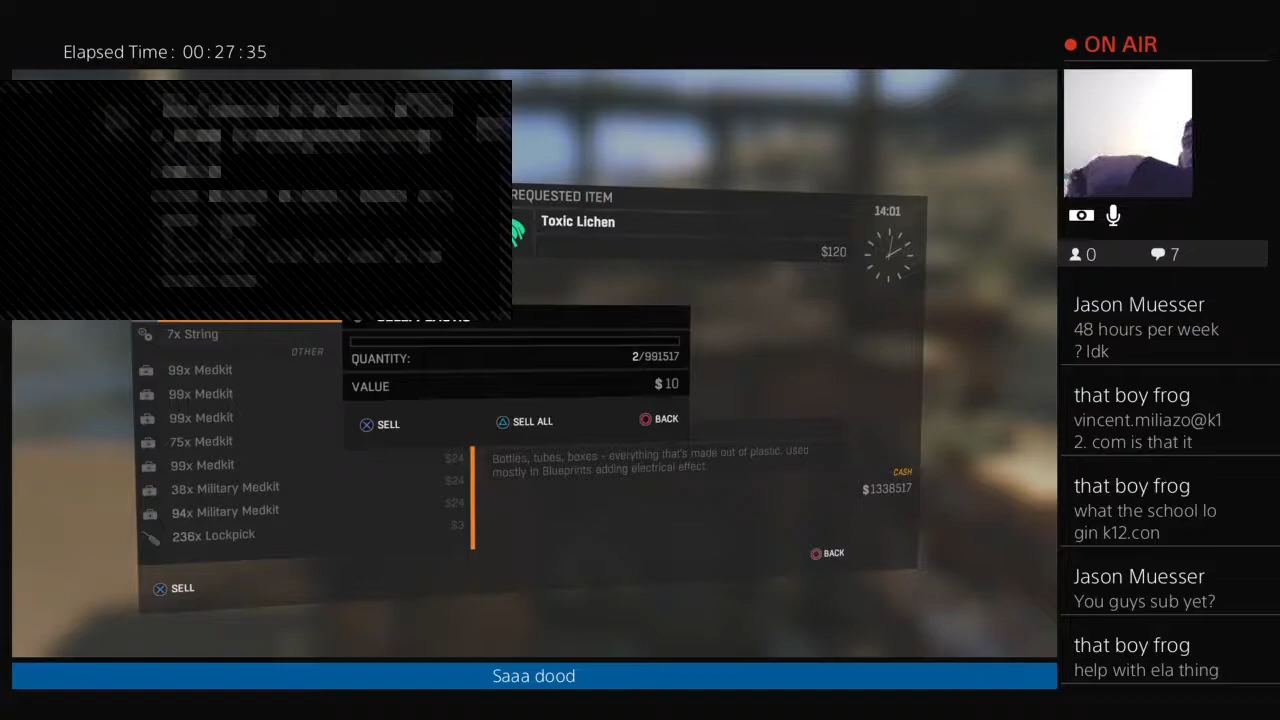 Elapsed Time: 00:27:35
ON AIR
REQUESTED ITEM
Toxic Lichen
$120
14:01
7x String
OTHER
99x Medkit
99x Medkit
99x Medkit
75x Medkit
99x Medkit
38x Military Medkit
94x Military Medkit
236x Lockpick
$24
$24
$24
$3
SELL
QUANTITY: 2/991517
VALUE $10
SELL
SELL ALL
BACK
Bottles, tubes, boxes - everything that's made out of plastic. Used
mostly in Blueprints adding electrical effect.
CASH
$1338517
BACK
Saaa dood
0
7
Jason Muesser
48 hours per week
? Idk
that boy frog
vincent.miliazo@k1
2. com is that it
that boy frog
what the school lo
gin k12.con
Jason Muesser
You guys sub yet?
that boy frog
help with ela thing